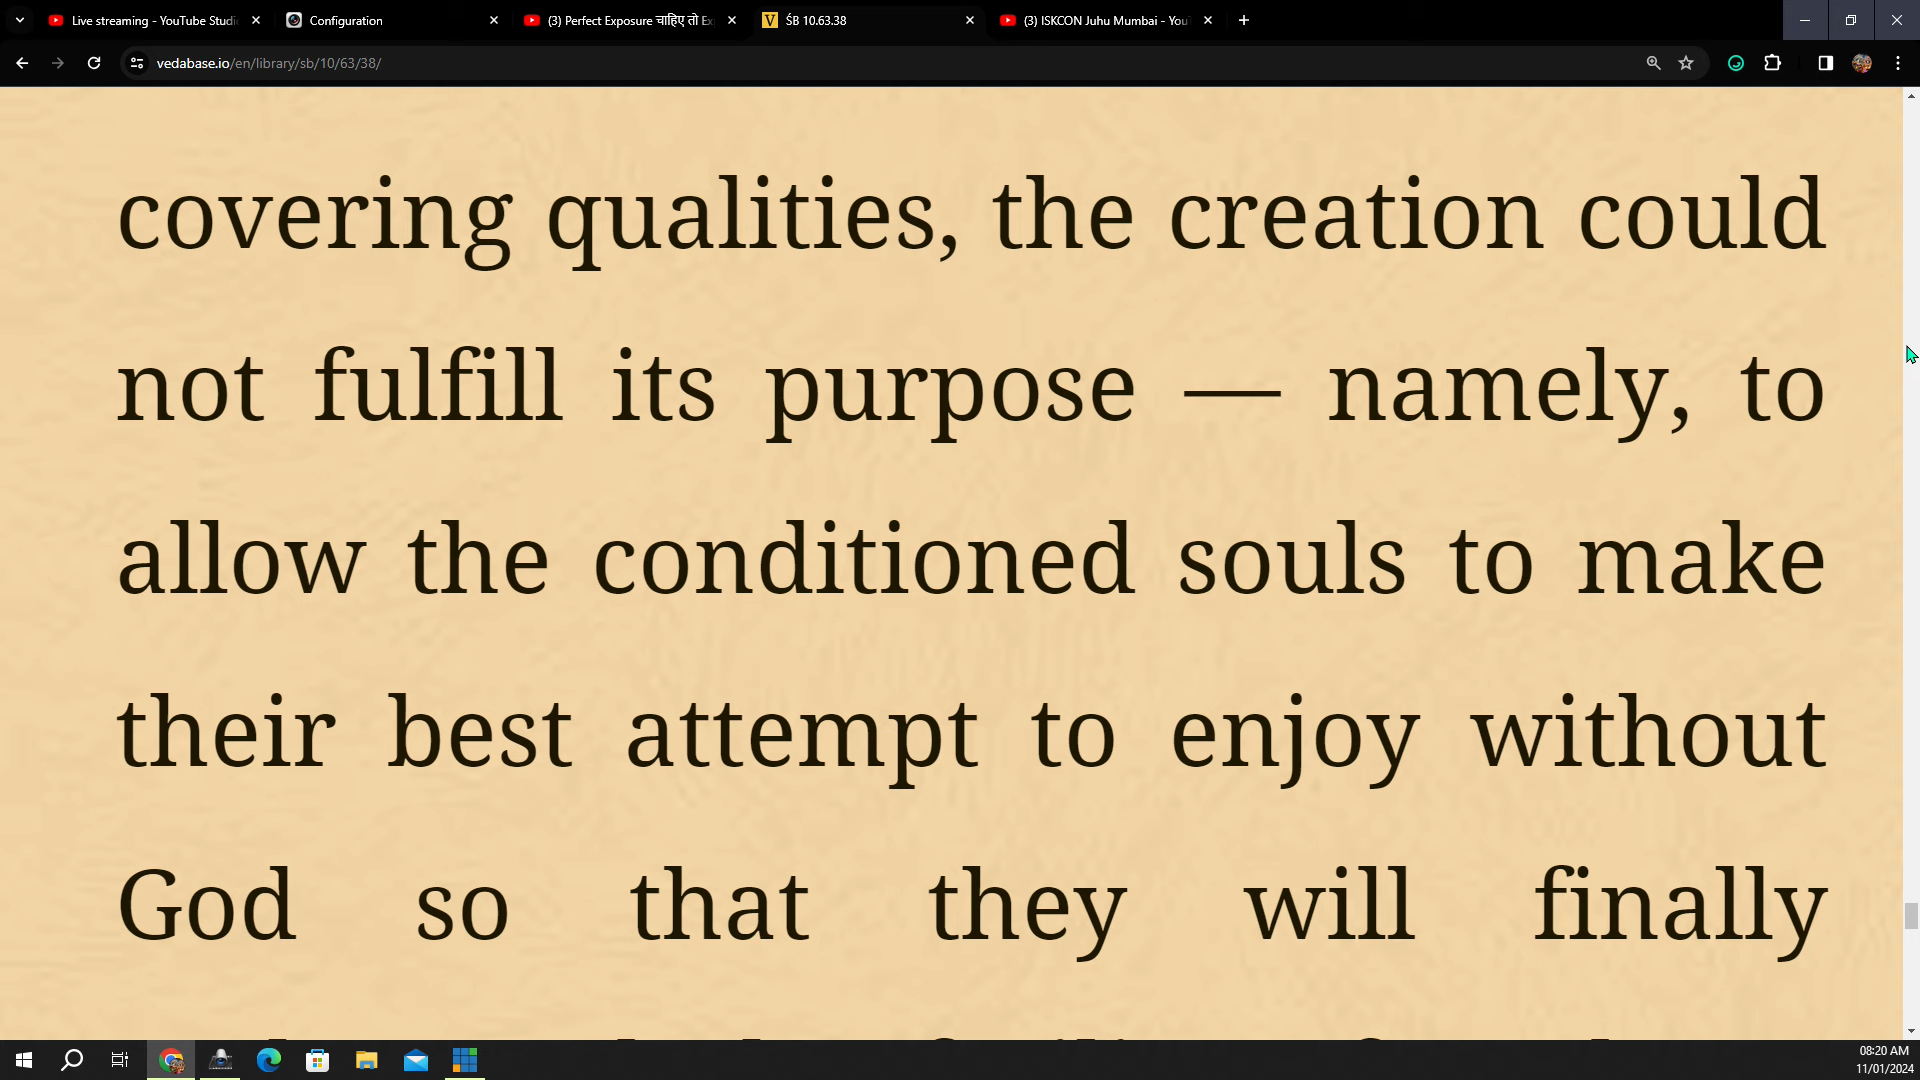 Live streaming - YouTube Studi
Configuration
(3) Perfect Exposure चाहिए तो Ex
V ŚB 10.63.38
(3) ISKCON Juhu Mumbai - You
vedabase.io/en/library/sb/10/63/38/
covering qualities, the creation could
not fulfill its purpose — namely, to
allow the conditioned souls to make
their best attempt to enjoy without
God so that they will finally
08:20 AM
11/01/2024